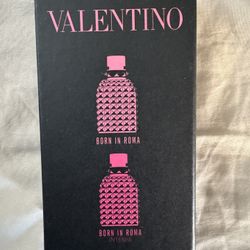 VALENTINO
BORN IN ROMA
BORN IN ROMA
INTENSE